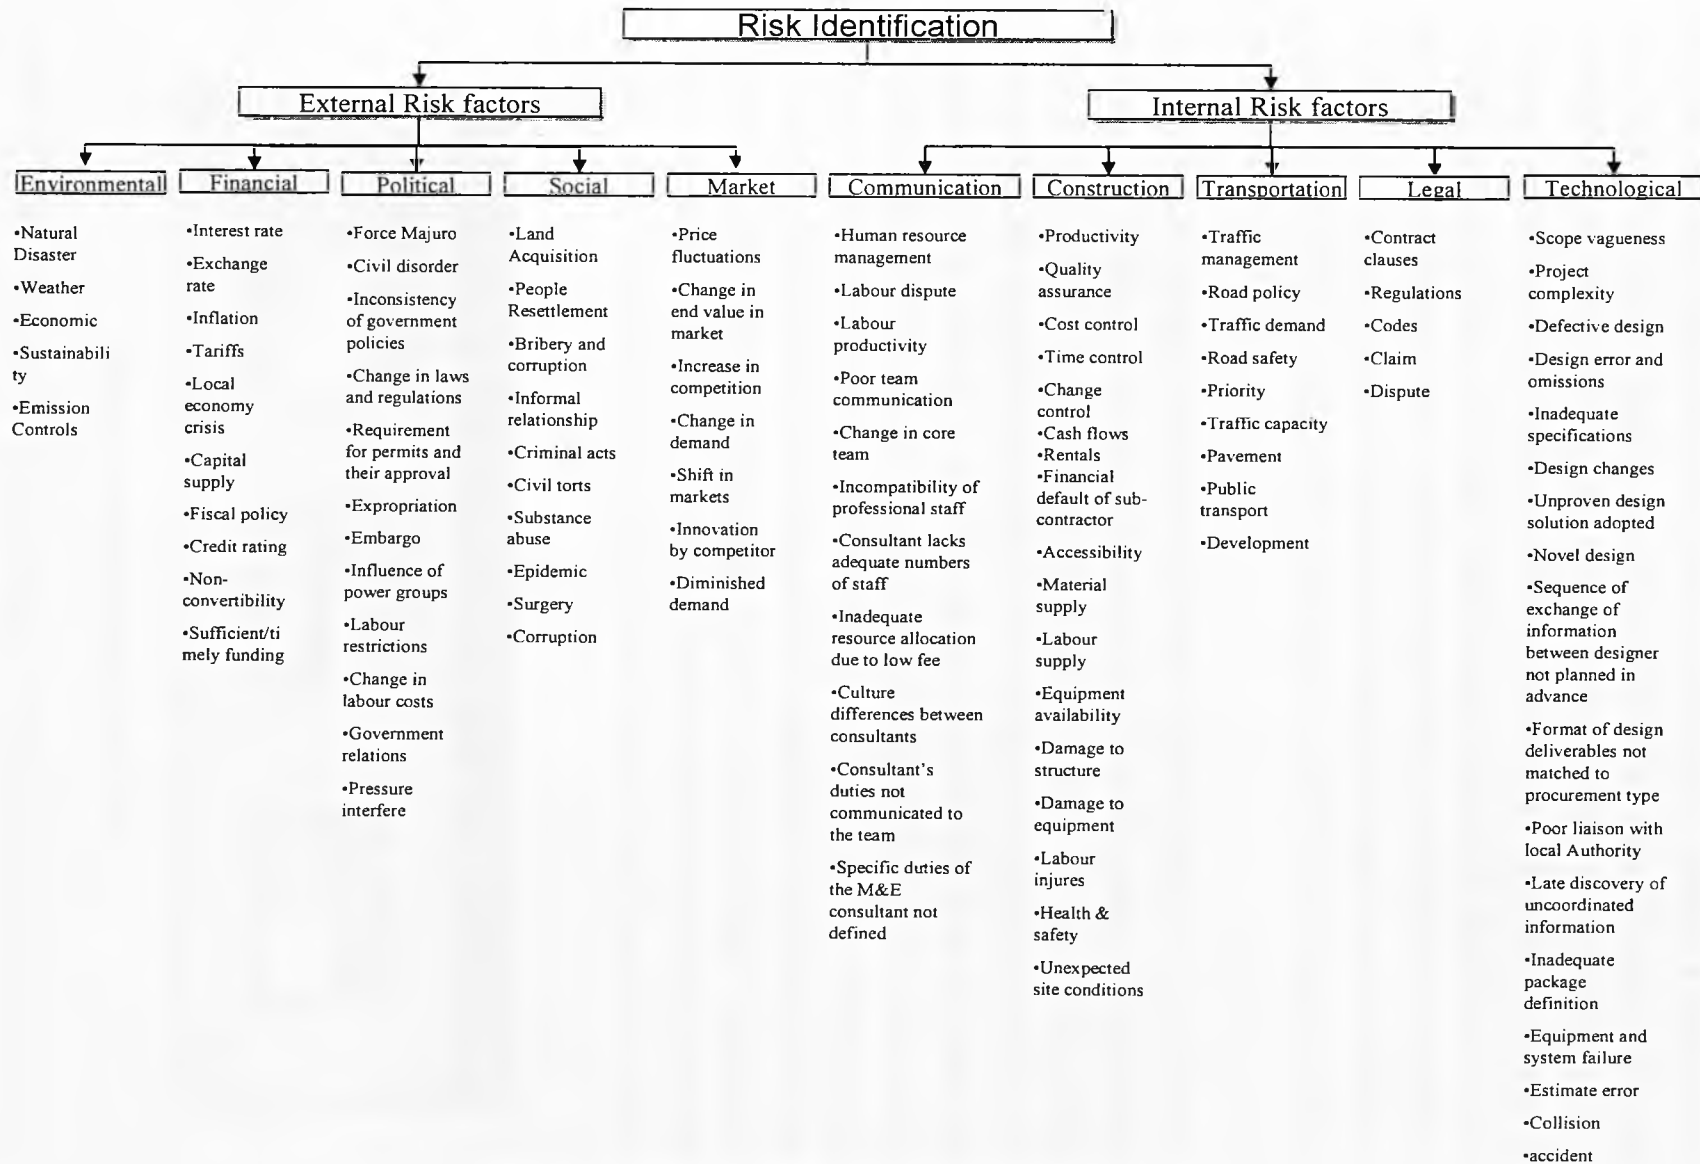 Risk Identification
External Risk factors
Internal Risk factors
Environmental
Financial
Political
Social
Market
Communication
Construction
Transportation
Legal
Technological
•Natural
Disaster
•Weather
•Economic
•Sustainabili
ty
•Emission
Controls
•Interest rate
•Exchange
rate
•Inflation
•Tariffs
•Local
economy
crisis
•Capital
supply
•Fiscal policy
•Credit rating
•Non-
convertibility
•Sufficient/ti
mely funding
•Force Majuro
•Civil disorder
•Inconsistency
of government
policies
•Change in laws
and regulations
•Requirement
for permits and
their approval
•Expropriation
•Embargo
•Influence of
power groups
•Labour
restrictions
•Change in
labour costs
•Government
relations
•Pressure
interfere
•Land
Acquisition
•People
Resettlement
•Bribery and
corruption
•Informal
relationship
•Criminal acts
•Civil torts
•Substance
abuse
•Epidemic
•Surgery
•Corruption
•Price
fluctuations
•Change in
end value in
market
•Increase in
competition
•Change in
demand
•Shift in
markets
•Innovation
by competitor
•Diminished
demand
•Human resource
management
•Labour dispute
•Labour
productivity
•Poor team
communication
•Change in core
team
•Incompatibility of
professional staff
•Consultant lacks
adequate numbers
of staff
•Inadequate
resource allocation
due to low fee
•Culture
differences between
consultants
•Consultant's
duties not
communicated to
the team
•Specific duties of
the M&E
consultant not
defined
•Productivity
•Quality
assurance
•Cost control
•Time control
•Change
control
•Cash flows
•Rentals
•Financial
default of sub-
contractor
•Accessibility
•Material
supply
•Labour
supply
•Equipment
availability
•Damage to
structure
•Damage to
equipment
•Labour
injures
•Health &
safety
•Unexpected
site conditions
•Traffic
management
•Road policy
•Traffic demand
•Road safety
•Priority
•Traffic capacity
•Pavement
•Public
transport
•Development
•Contract
clauses
•Regulations
•Codes
•Claim
•Dispute
•Scope vagueness
•Project
complexity
•Defective design
•Design error and
omissions
•Inadequate
specifications
•Design changes
•Unproven design
solution adopted
•Novel design
•Sequence of
exchange of
information
between designer
not planned in
advance
•Format of design
deliverables not
matched to
procurement type
•Poor liaison with
local Authority
•Late discovery of
uncoordinated
information
•Inadequate
package
definition
•Equipment and
system failure
•Estimate error
•Collision
•accident